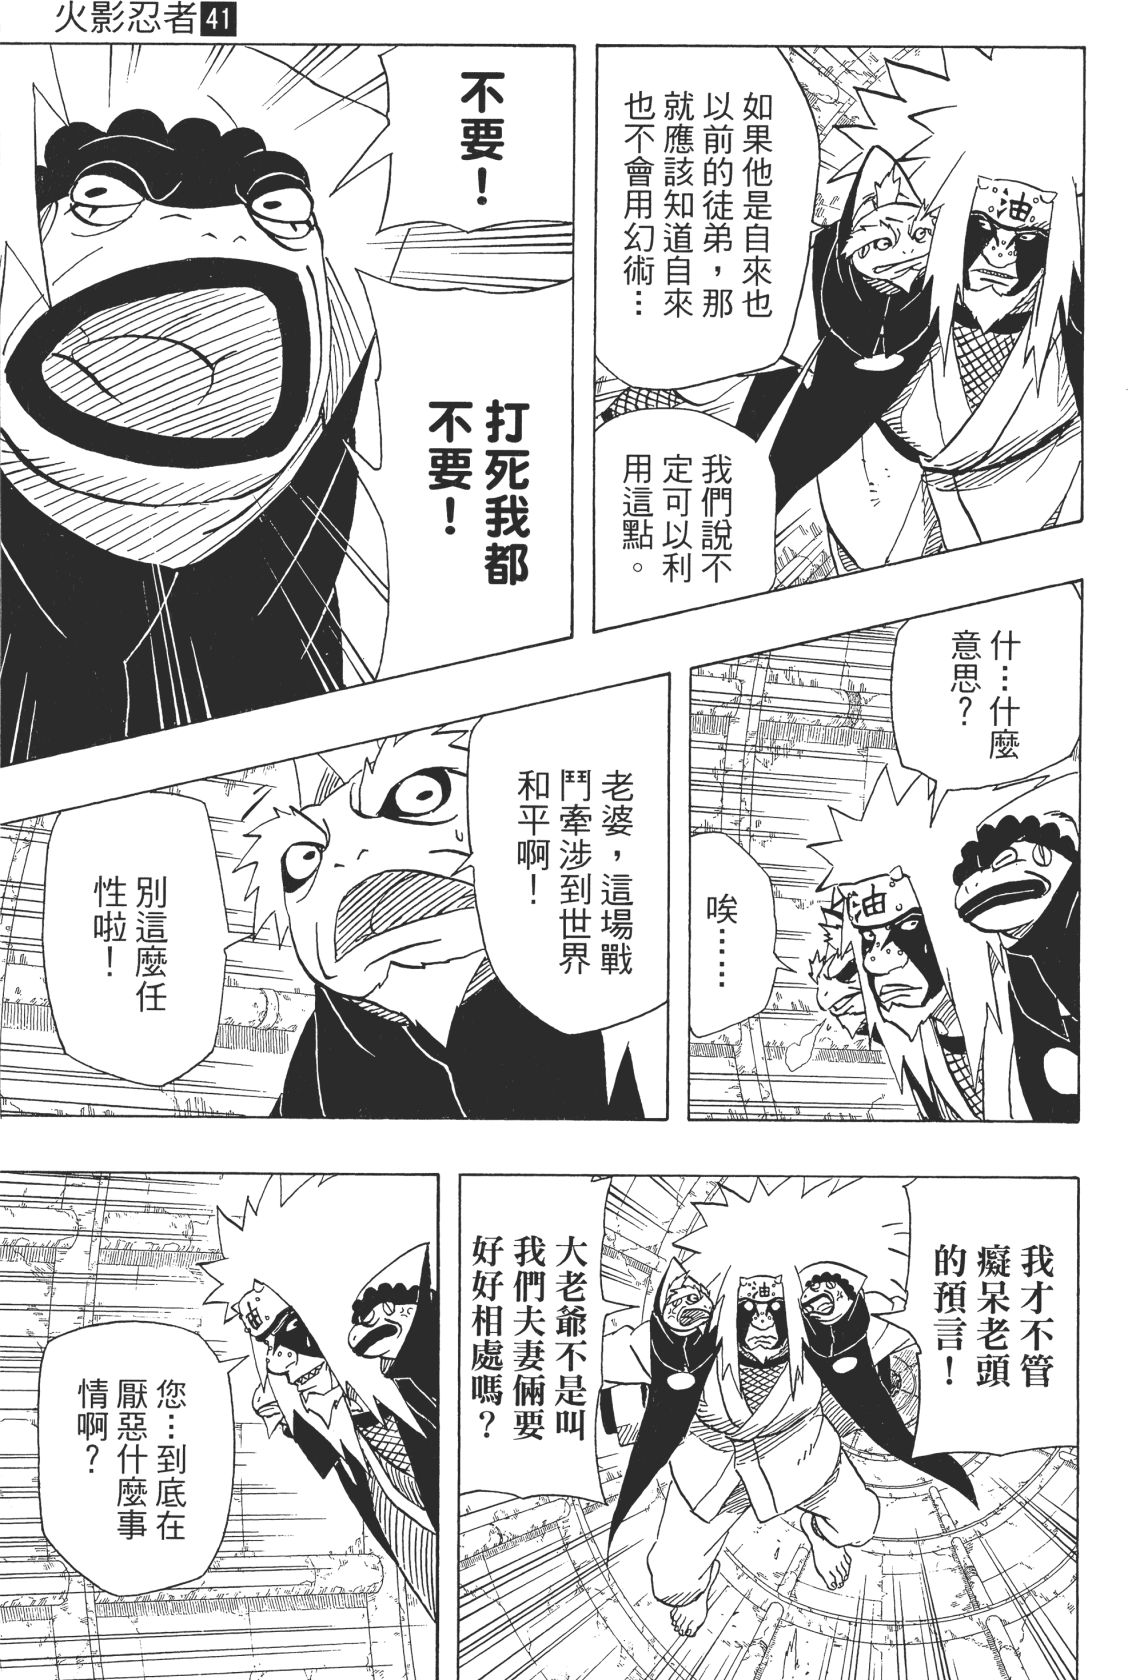 火影忍者41
如果他是自來也
以前的徒弟，那
就應該知道自來
也不會用幻術…
我們說不
定可以利
用這點。
不要！
打死我都
不要！
什…什麼
意思？
唉……
老婆，這場戰
鬥牽涉到世界
和平啊！
別這麼任
性啦！
我才不管
癡呆老頭
的預言！
大老爺不是叫
我們夫妻倆要
好好相處嗎？
您…到底在
厭惡什麼事
情啊？
油
油
油
油